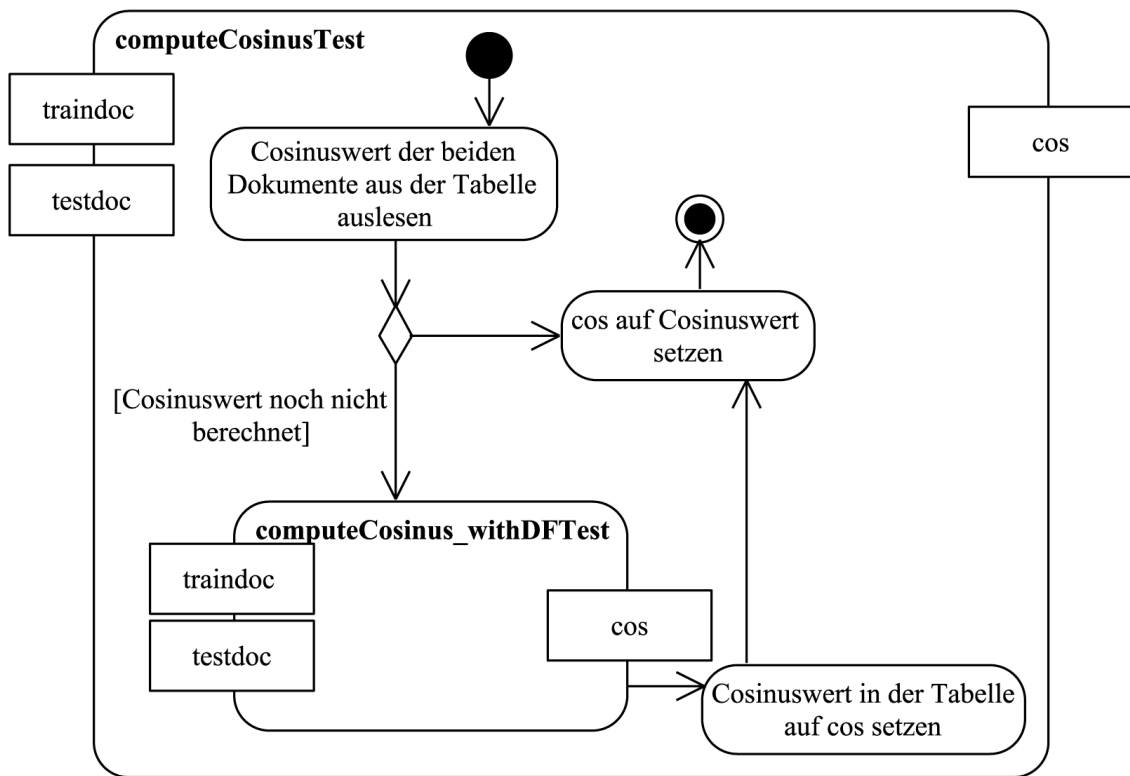 computeCosinusTest
traindoc
testdoc
cos
Cosinuswert der beiden
Dokumente aus der Tabelle
auslesen
cos auf Cosinuswert
setzen
[Cosinuswert noch nicht
berechnet]
computeCosinus_withDFTest
traindoc
testdoc
cos
Cosinuswert in der Tabelle
auf cos setzen